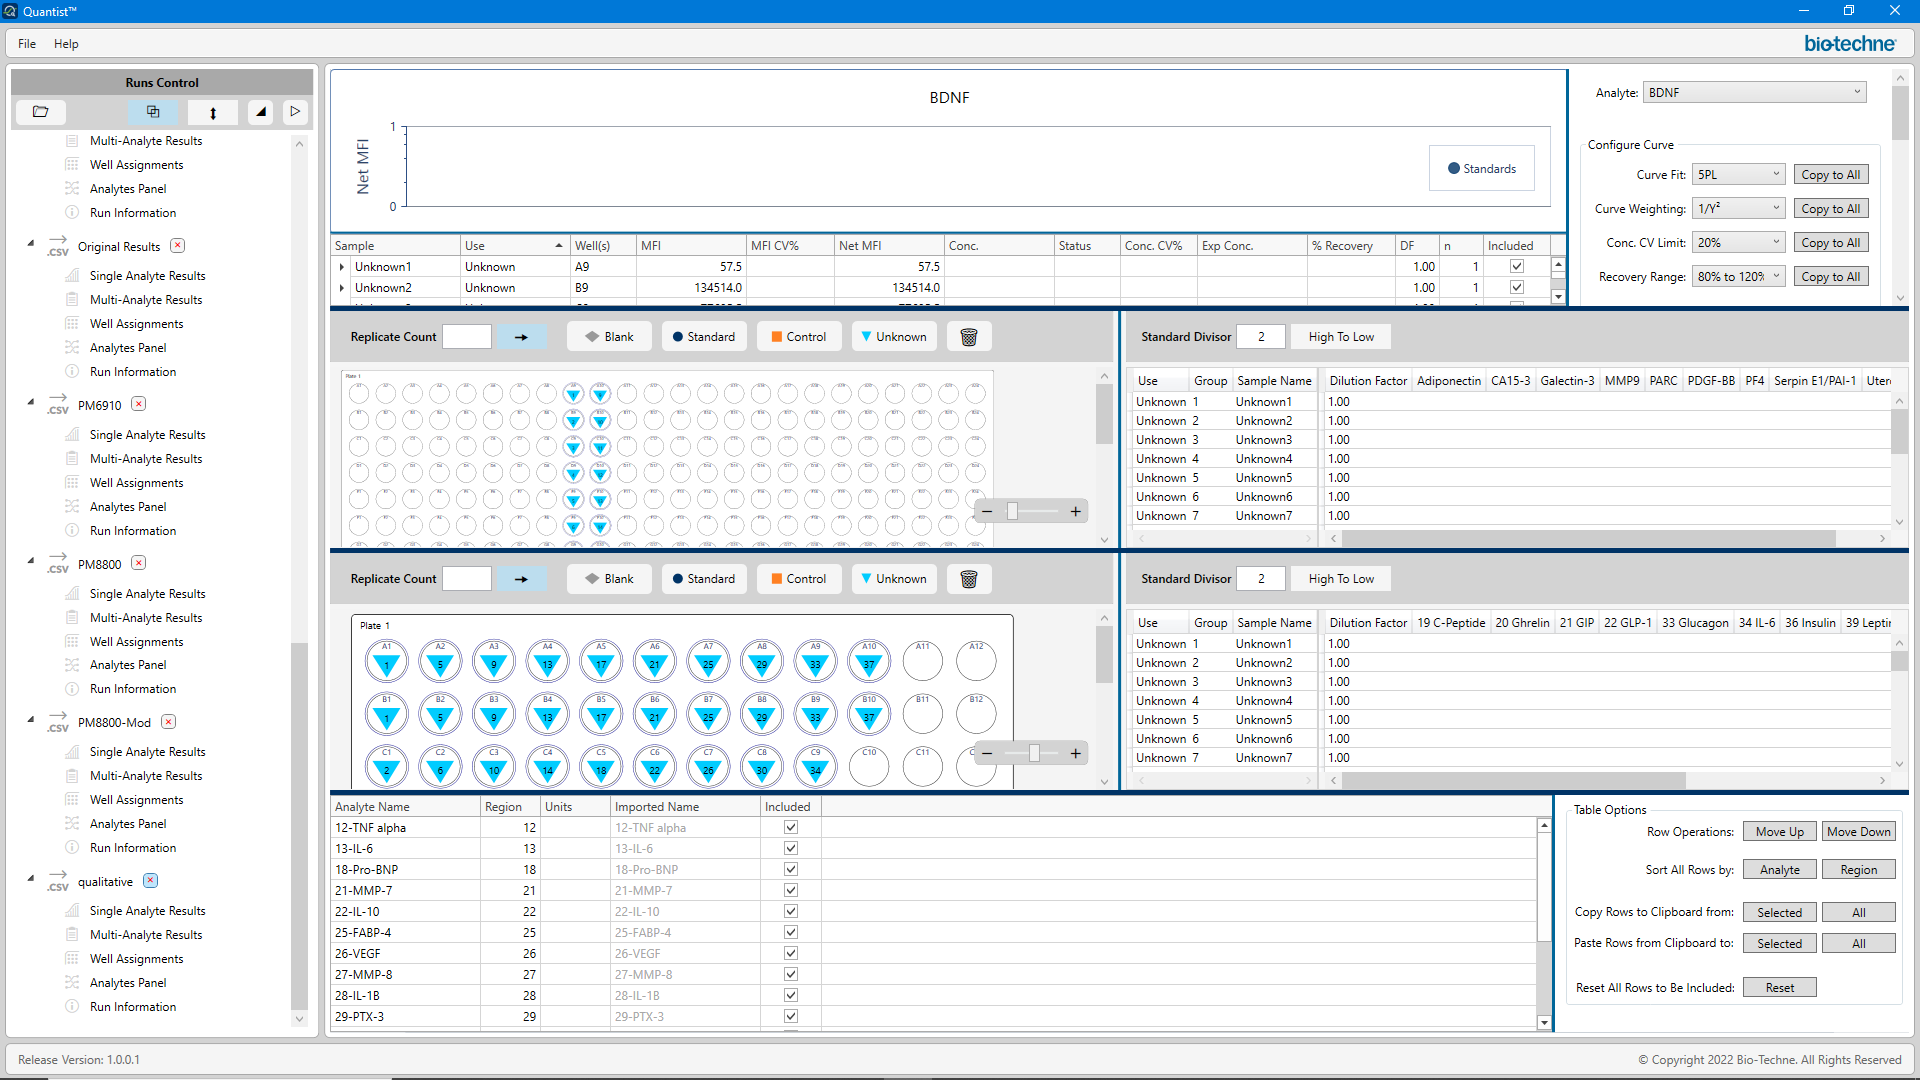 Quantist™
File Help
bio-techne
Runs Control
Multi-Analyte Results
Well Assignments
Analytes Panel
Run Information
.CSV Original Results
Single Analyte Results
Multi-Analyte Results
Well Assignments
Analytes Panel
Run Information
.CSV PM6910
Single Analyte Results
Multi-Analyte Results
Well Assignments
Analytes Panel
Run Information
.CSV PM8800
Single Analyte Results
Multi-Analyte Results
Well Assignments
Analytes Panel
Run Information
.CSV PM8800-Mod
Single Analyte Results
Multi-Analyte Results
Well Assignments
Analytes Panel
Run Information
.CSV qualitative
Single Analyte Results
Multi-Analyte Results
Well Assignments
Analytes Panel
Run Information
BDNF
Net MFI
1
0
Standards
Sample Use Well(s) MFI MFI CV% Net MFI Conc. Status Conc. CV% Exp Conc. % Recovery DF n Included
Unknown1 Unknown A9 57.5 57.5 1.00 1
Unknown2 Unknown B9 134514.0 134514.0 1.00 1
Analyte: BDNF
Configure Curve
Curve Fit: 5PL Copy to All
Curve Weighting: 1/Y² Copy to All
Conc. CV Limit: 20% Copy to All
Recovery Range: 80% to 120% Copy to All
Replicate Count Blank Standard Control Unknown
Plate 1
Standard Divisor 2 High To Low
Use Group Sample Name Dilution Factor Adiponectin CA15-3 Galectin-3 MMP9 PARC PDGF-BB PF4 Serpin E1/PAI-1 Uter
Unknown 1 Unknown1 1.00
Unknown 2 Unknown2 1.00
Unknown 3 Unknown3 1.00
Unknown 4 Unknown4 1.00
Unknown 5 Unknown5 1.00
Unknown 6 Unknown6 1.00
Unknown 7 Unknown7 1.00
Replicate Count Blank Standard Control Unknown
Plate 1
A1 A2 A3 A4 A5 A6 A7 A8 A9 A10 A11 A12
1 5 9 13 17 21 25 29 33 37
B1 B2 B3 B4 B5 B6 B7 B8 B9 B10 B11 B12
1 5 9 13 17 21 25 29 33 37
C1 C2 C3 C4 C5 C6 C7 C8 C9 C10 C11
2 6 10 14 18 22 26 30 34
Standard Divisor 2 High To Low
Use Group Sample Name Dilution Factor 19 C-Peptide 20 Ghrelin 21 GIP 22 GLP-1 33 Glucagon 34 IL-6 36 Insulin 39 Leptin
Unknown 1 Unknown1 1.00
Unknown 2 Unknown2 1.00
Unknown 3 Unknown3 1.00
Unknown 4 Unknown4 1.00
Unknown 5 Unknown5 1.00
Unknown 6 Unknown6 1.00
Unknown 7 Unknown7 1.00
Analyte Name Region Units Imported Name Included
12-TNF alpha 12 12-TNF alpha
13-IL-6 13 13-IL-6
18-Pro-BNP 18 18-Pro-BNP
21-MMP-7 21 21-MMP-7
22-IL-10 22 22-IL-10
25-FABP-4 25 25-FABP-4
26-VEGF 26 26-VEGF
27-MMP-8 27 27-MMP-8
28-IL-1B 28 28-IL-1B
29-PTX-3 29 29-PTX-3
Table Options
Row Operations: Move Up Move Down
Sort All Rows by: Analyte Region
Copy Rows to Clipboard from: Selected All
Paste Rows from Clipboard to: Selected All
Reset All Rows to Be Included: Reset
Release Version: 1.0.0.1
© Copyright 2022 Bio-Techne. All Rights Reserved